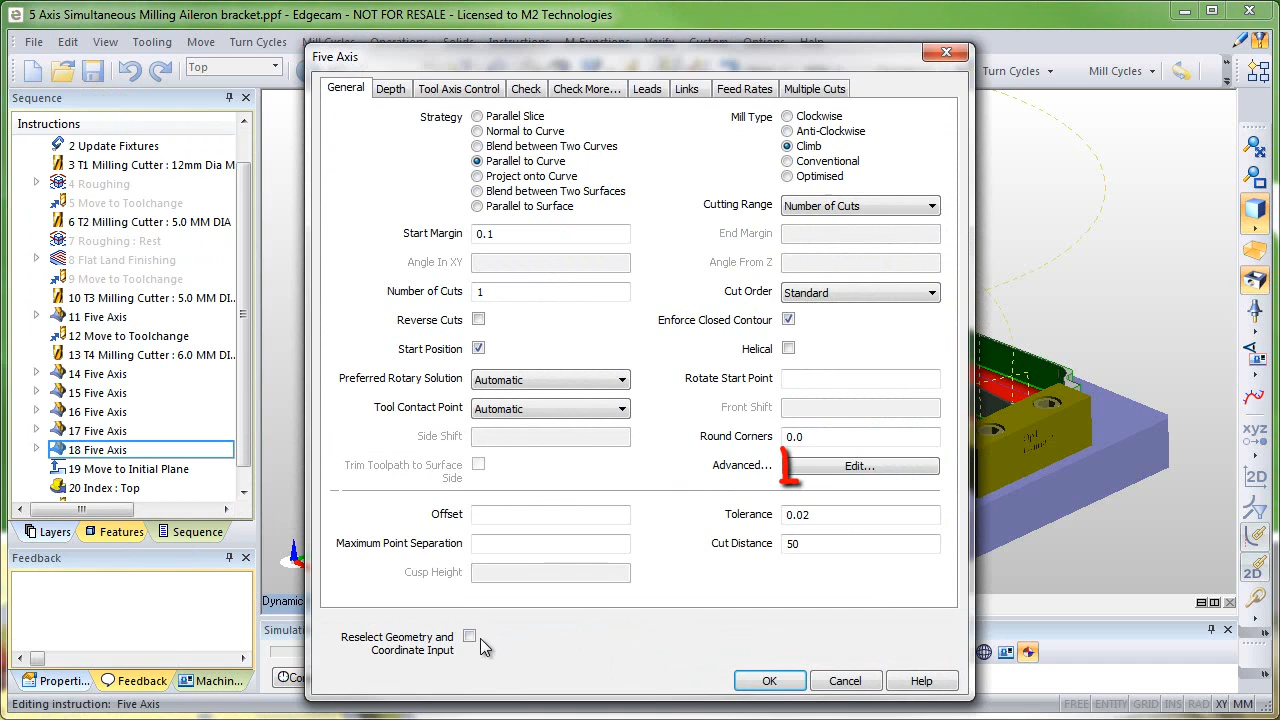 5 Axis Simultaneous Milling Aileron bracket.ppf - Edgecam - NOT FOR RESALE - Licensed to M2 Technologies
File Edit View Tooling Move Turn Cycles
Top
Turn Cycles Mill Cycles
Sequence
Instructions
2 Update Fixtures
3 T1 Milling Cutter : 12mm Dia M
4 Roughing
5 Move to Toolchange
6 T2 Milling Cutter : 5.0 MM DIA
7 Roughing : Rest
8 Flat Land Finishing
9 Move to Toolchange
10 T3 Milling Cutter : 5.0 MM DI...
11 Five Axis
12 Move to Toolchange
13 T4 Milling Cutter : 6.0 MM DI...
14 Five Axis
15 Five Axis
16 Five Axis
17 Five Axis
18 Five Axis
19 Move to Initial Plane
20 Index : Top
Layers Features Sequence
Feedback
Properti... Feedback Machin...
Editing instruction: Five Axis
Dynamic
Simulati
Five Axis
General Depth Tool Axis Control Check Check More... Leads Links Feed Rates Multiple Cuts
Strategy
Parallel Slice
Normal to Curve
Blend between Two Curves
Parallel to Curve
Project onto Curve
Blend between Two Surfaces
Parallel to Surface
Mill Type
Clockwise
Anti-Clockwise
Climb
Conventional
Optimised
Cutting Range Number of Cuts
Start Margin 0.1
End Margin
Angle In XY
Angle From Z
Number of Cuts 1
Cut Order Standard
Reverse Cuts
Enforce Closed Contour
Start Position
Helical
Preferred Rotary Solution Automatic
Rotate Start Point
Tool Contact Point Automatic
Front Shift
Side Shift
Round Corners 0.0
Trim Toolpath to Surface
Side
Advanced... Edit...
Offset
Tolerance 0.02
Maximum Point Separation
Cut Distance 50
Cusp Height
Reselect Geometry and
Coordinate Input
OK Cancel Help
xyz
2D
2D
FREE ENTITY GRID INS RAD XY MM